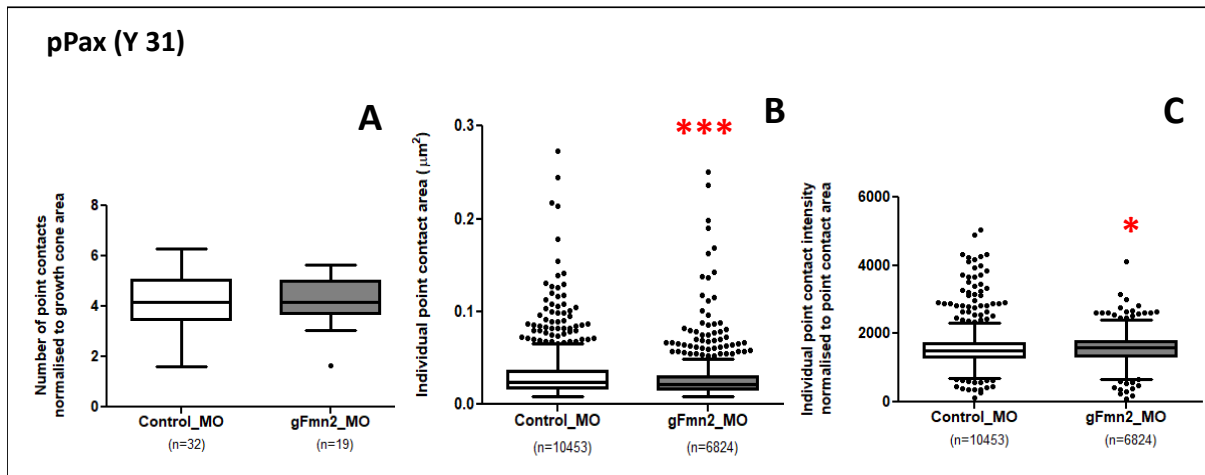 pPax (Y 31)
A
Number of point contacts
normalised to growth cone area
8
6
4
2
0
Control_MO
gFmn2_MO
(n=32)
(n=19)
B
***
Individual point contact area (μm²)
0.3
0.2
0.1
0.0
Control_MO
gFmn2_MO
(n=10453)
(n=6824)
C
*
Individual point contact intensity
normalised to point contact area
6000
4000
2000
0
Control_MO
gFmn2_MO
(n=10453)
(n=6824)